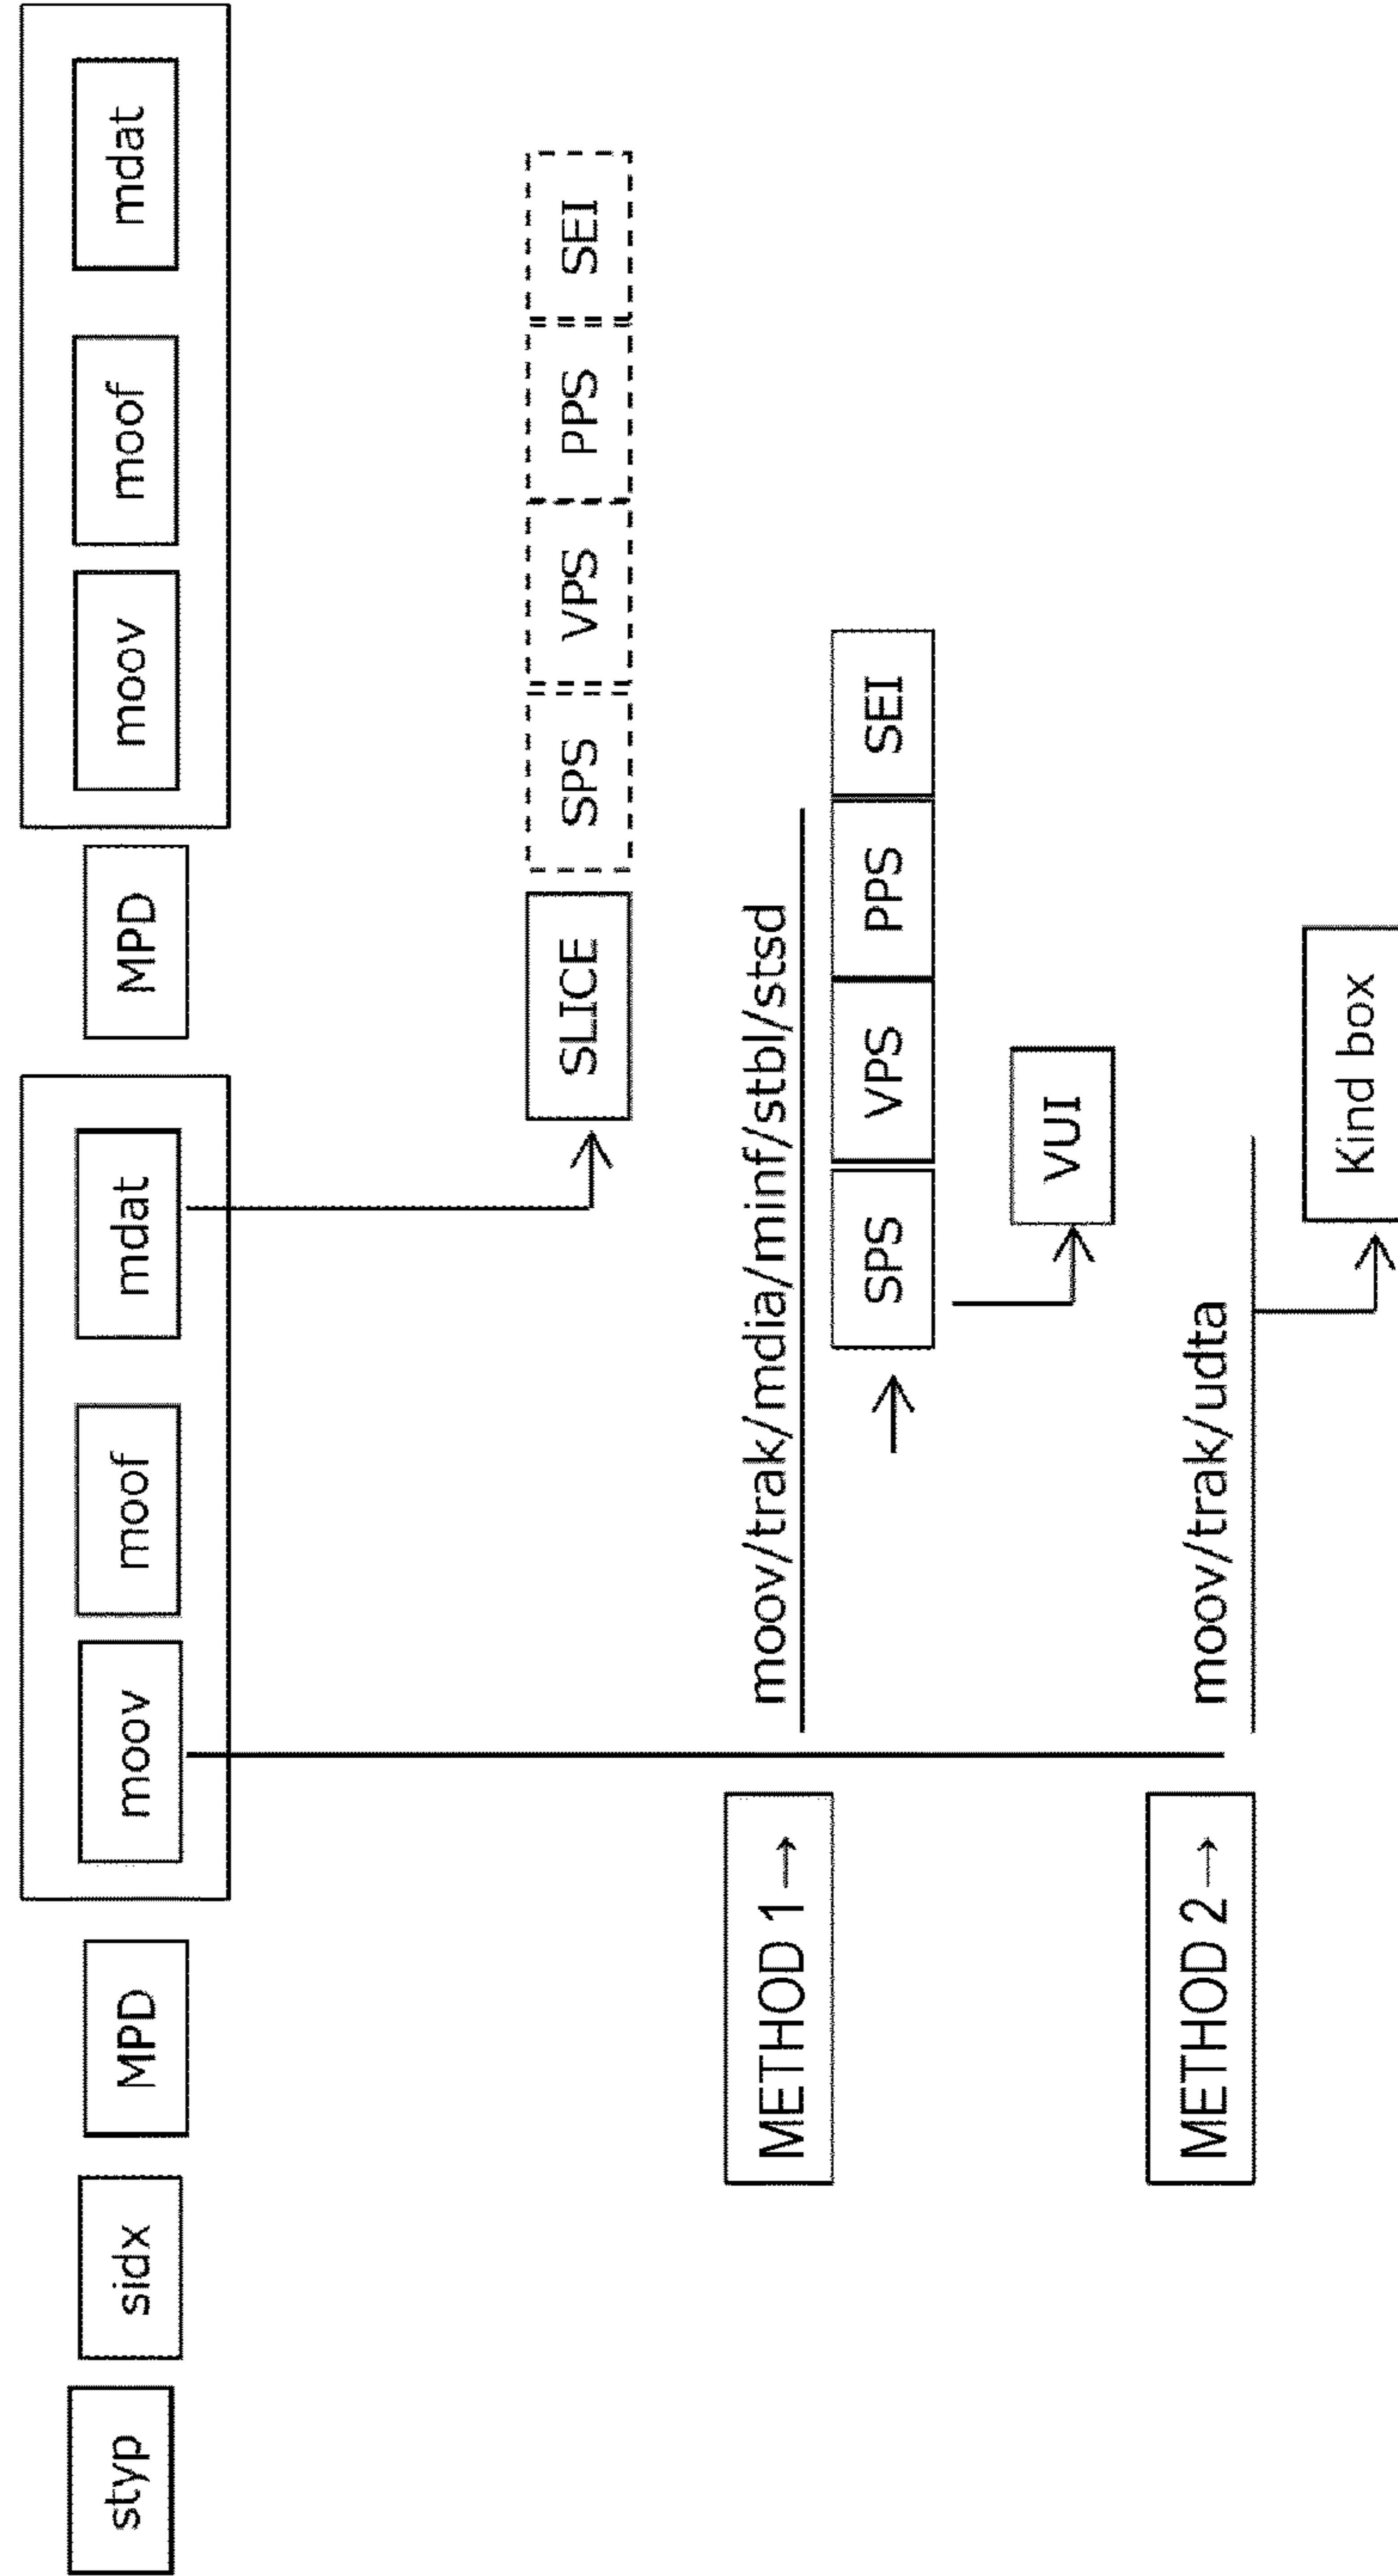 styp sidx MPD moov moof mdat MPD moov moof mdat
SLICE SPS VPS PPS SEI
METHOD 1→ moov/trak/mdia/minf/stbl/stsd
SPS VPS PPS SEI
VUI
METHOD 2→ moov/trak/udta
Kind box